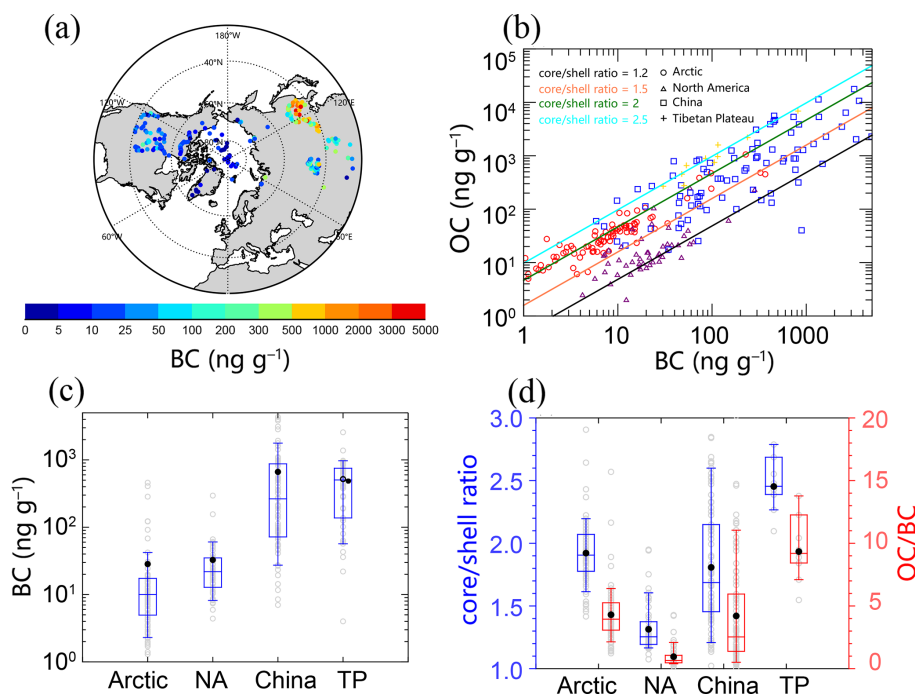 (a)
180°W
40°N
120°W
120°E
60°N
80°N
60°W
60°E
0 5 10 25 50 100 200 300 500 1000 2000 3000 5000
BC (ng g⁻¹)
(b)
OC (ng g⁻¹)
10⁵
10⁴
10³
10²
10¹
10⁰
core/shell ratio = 1.2
core/shell ratio = 1.5
core/shell ratio = 2
core/shell ratio = 2.5
Arctic
North America
China
Tibetan Plateau
1 10 100 1000
BC (ng g⁻¹)
(c)
BC (ng g⁻¹)
10³
10²
10¹
10⁰
Arctic NA China TP
(d)
core/shell ratio
3.0
2.5
2.0
1.5
1.0
20
15
10
5
0
OC/BC
Arctic NA China TP